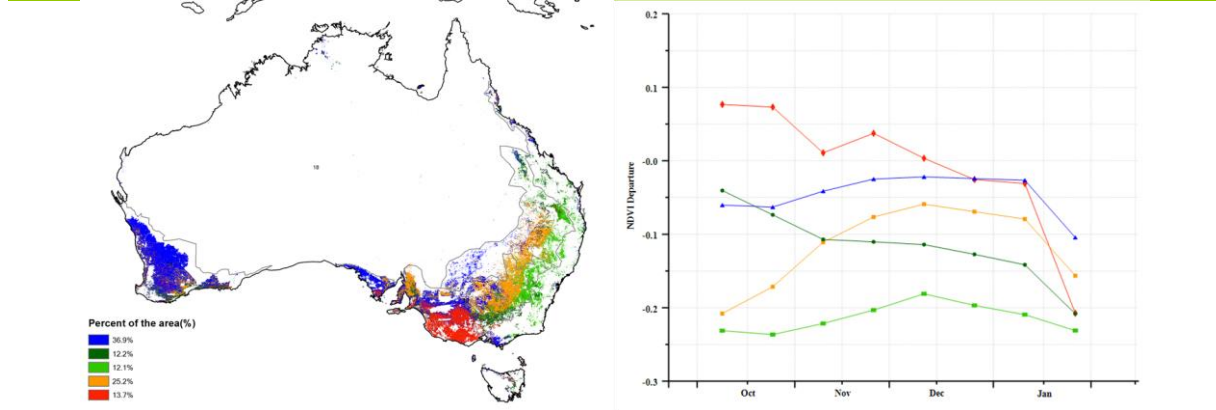 Percent of the area(%)
36.9%
12.2%
12.1%
25.2%
13.7%
NDVI Departure
0.2
0.1
-0.0
-0.1
-0.2
-0.3
Oct
Nov
Dec
Jan